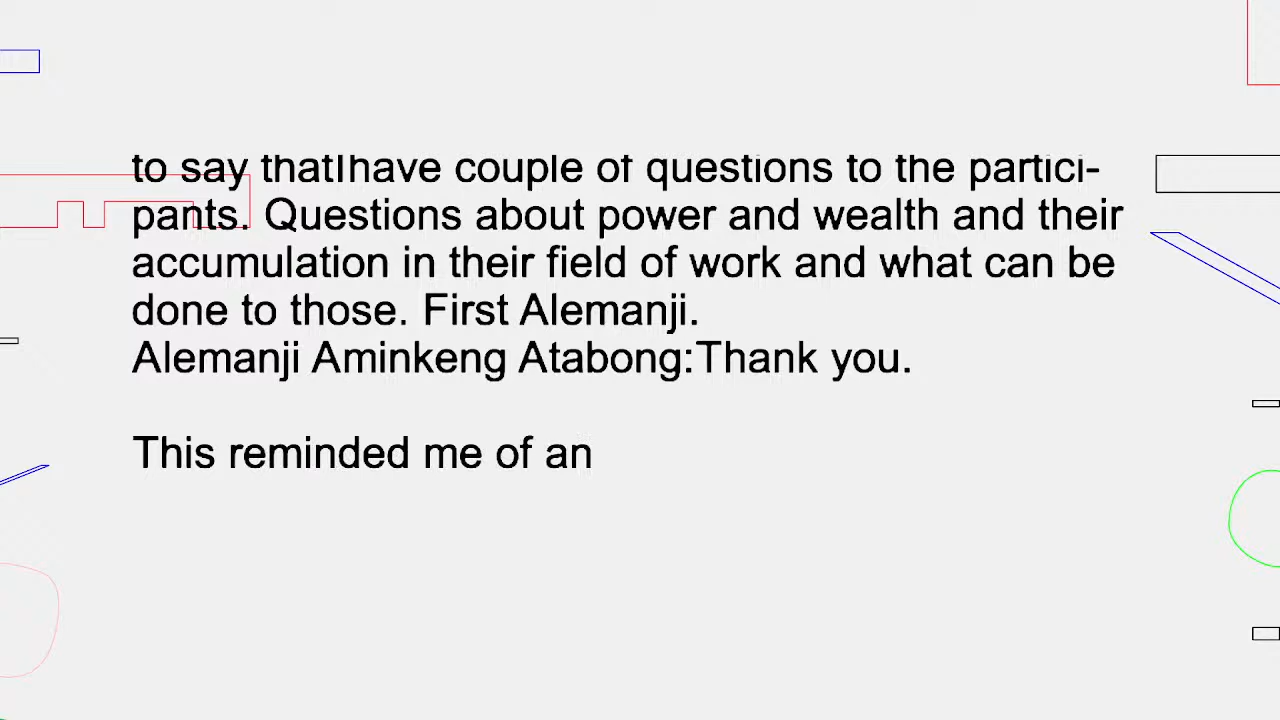 to say thatIhave couple of questions to the partici-
pants. Questions about power and wealth and their
accumulation in their field of work and what can be
done to those. First Alemanji.
Alemanji Aminkeng Atabong:Thank you.
This reminded me of an